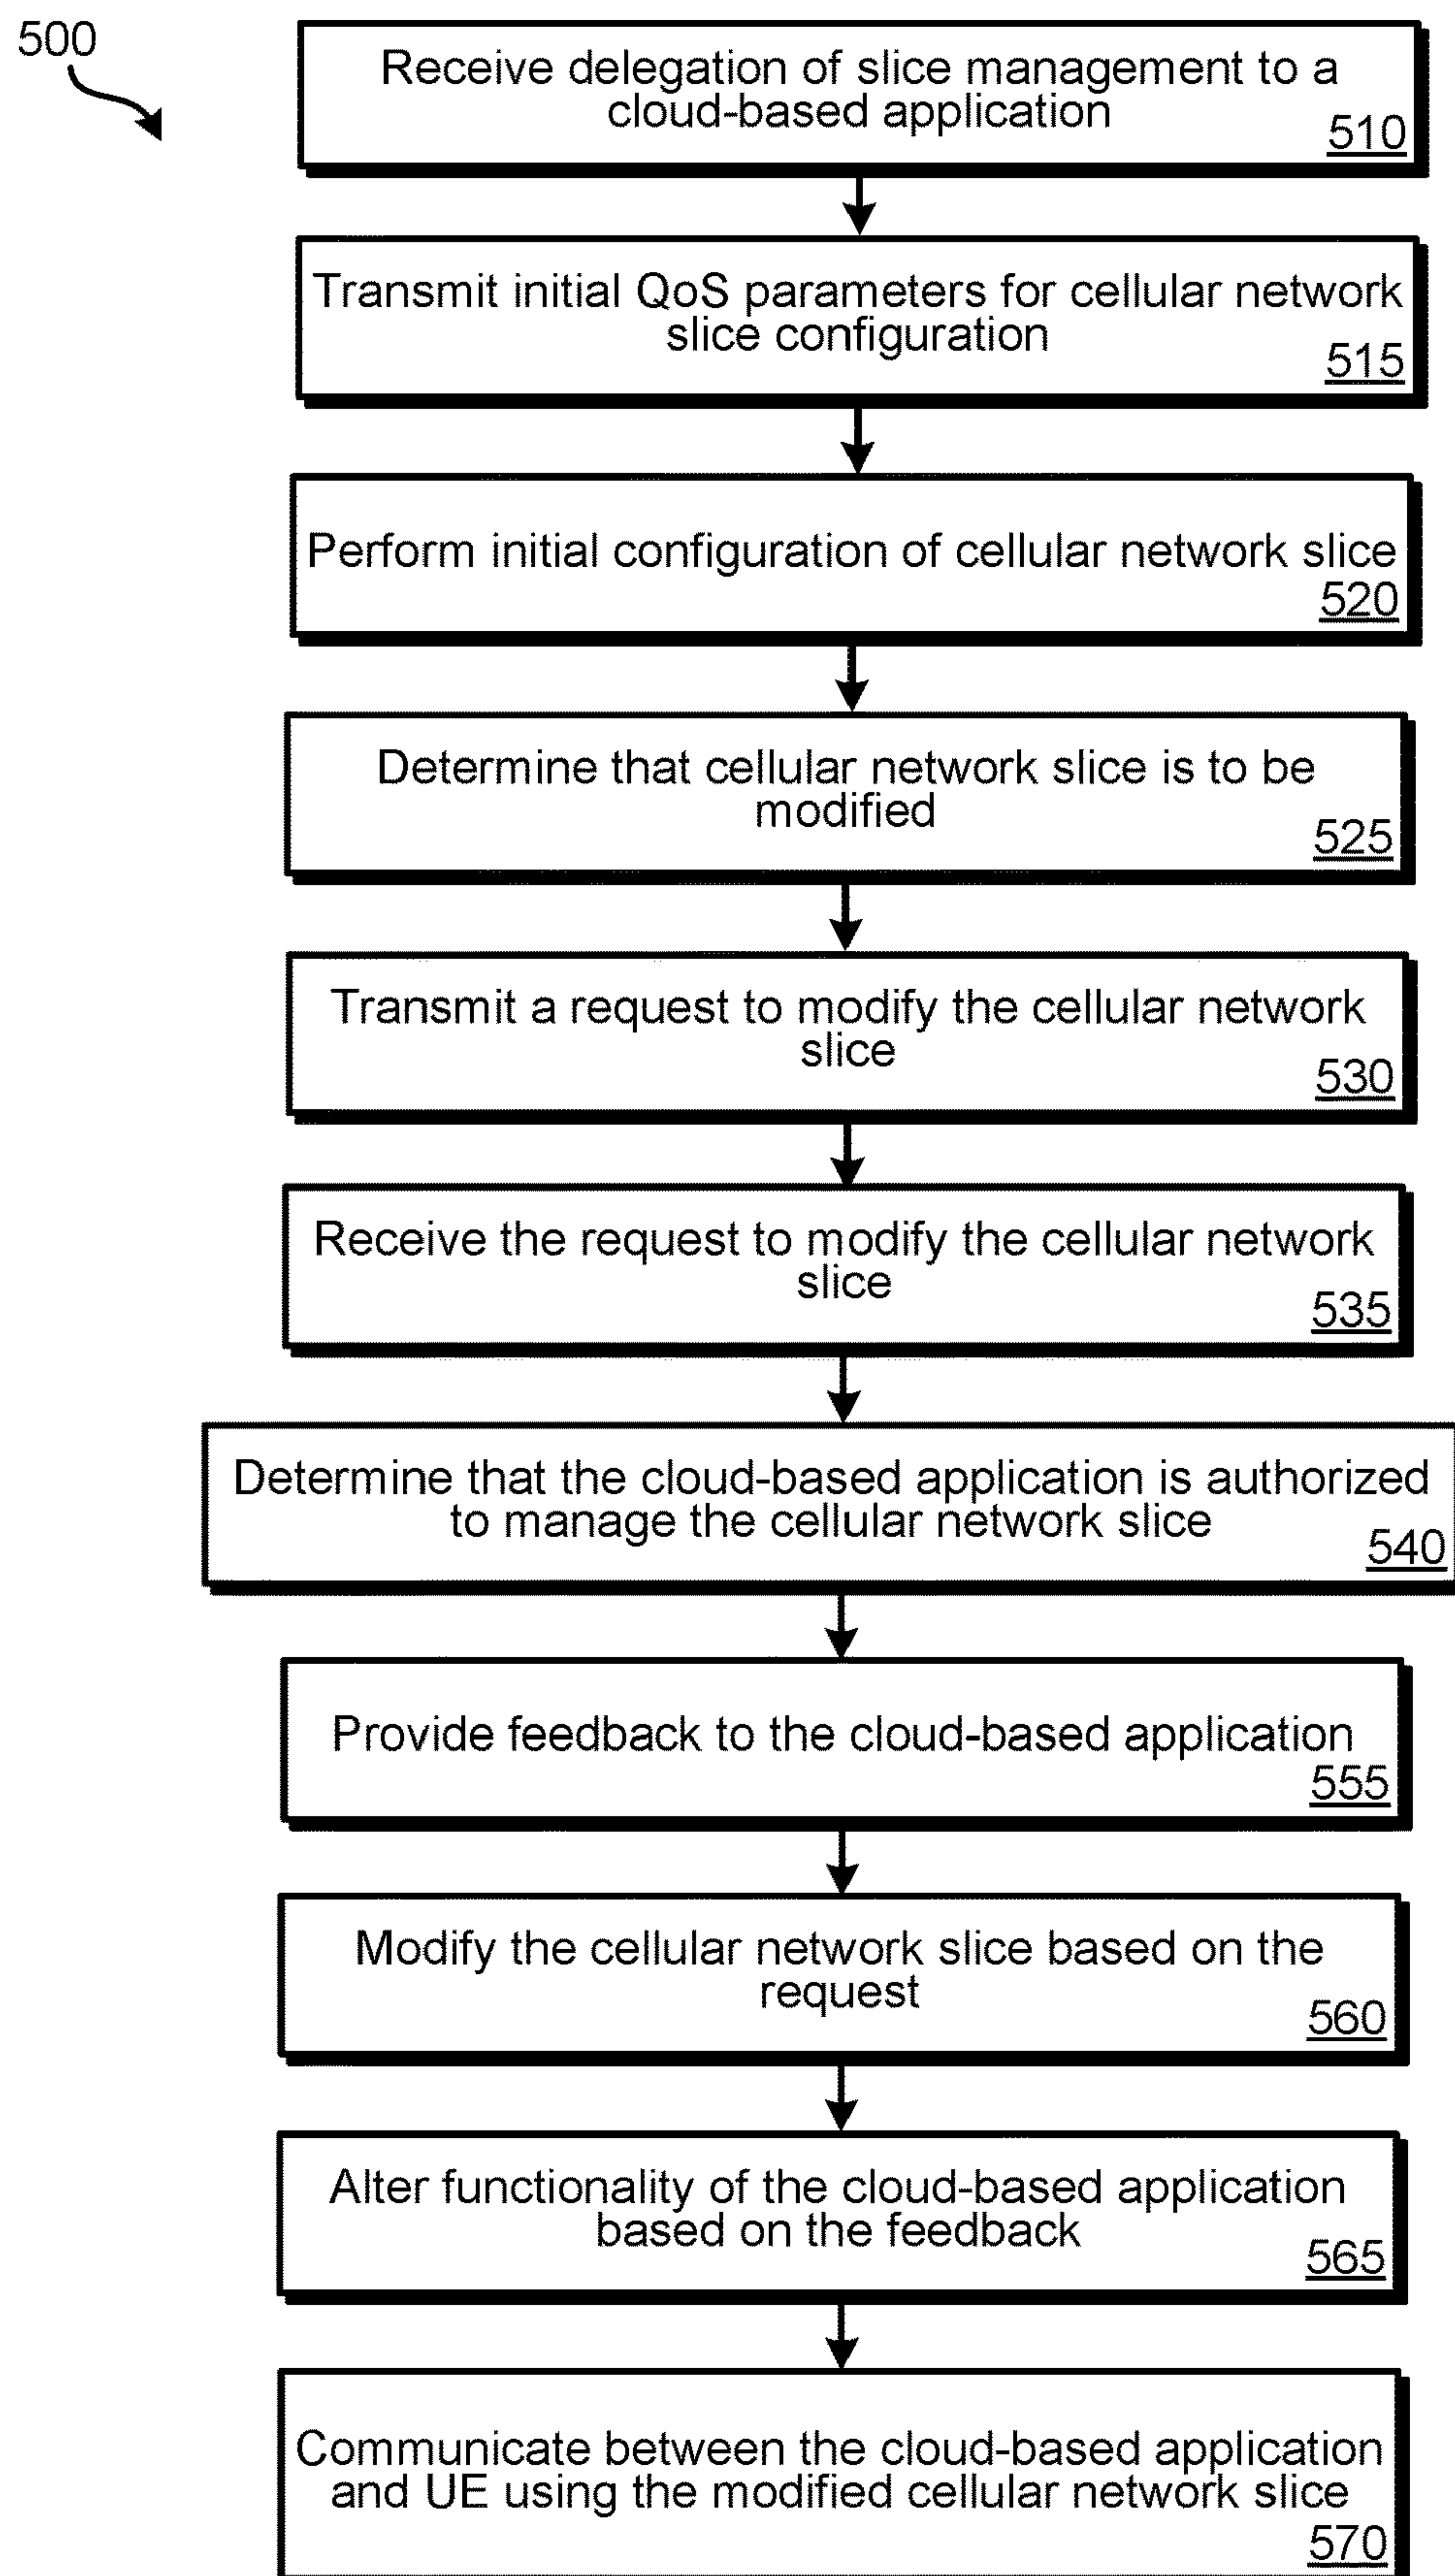 500
Receive delegation of slice management to a
cloud-based application
510
Transmit initial QoS parameters for cellular network
slice configuration
515
Perform initial configuration of cellular network slice
520
Determine that cellular network slice is to be
modified
525
Transmit a request to modify the cellular network
slice
530
Receive the request to modify the cellular network
slice
535
Determine that the cloud-based application is authorized
to manage the cellular network slice
540
Provide feedback to the cloud-based application
555
Modify the cellular network slice based on the
request
560
Alter functionality of the cloud-based application
based on the feedback
565
Communicate between the cloud-based application
and UE using the modified cellular network slice
570